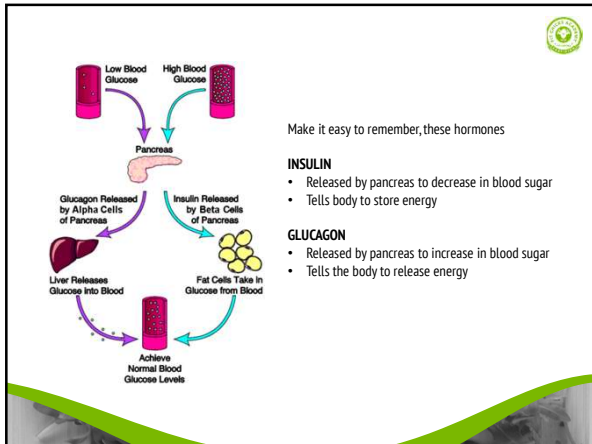 Low Blood
Glucose
High Blood
Glucose
Pancreas
Glucagon Released
by Alpha Cells
of Pancreas
Insulin Released
by Beta Cells
of Pancreas
Liver Releases
Glucose into Blood
Fat Cells Take in
Glucose from Blood
Achieve
Normal Blood
Glucose Levels
Make it easy to remember, these hormones
INSULIN
• Released by pancreas to decrease in blood sugar
• Tells body to store energy
GLUCAGON
• Released by pancreas to increase in blood sugar
• Tells the body to release energy